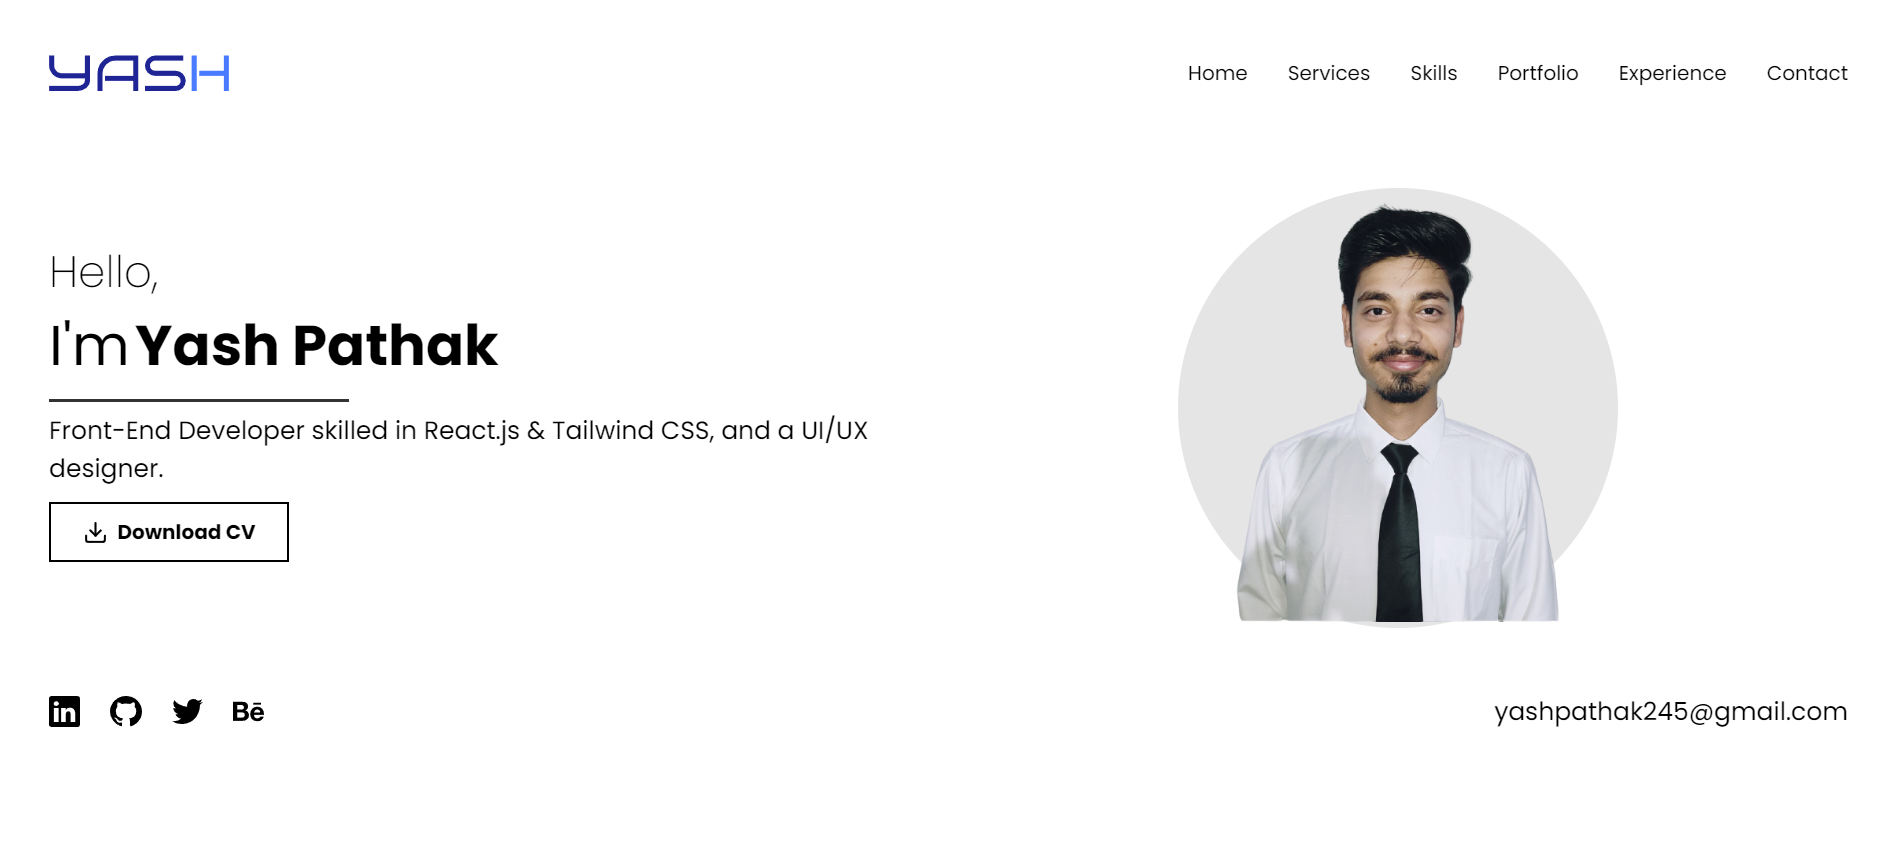 YASH
Home Services Skills Portfolio Experience Contact
Hello,
I'm Yash Pathak
Front-End Developer skilled in React.js & Tailwind CSS, and a UI/UX
designer.
Download CV
in Bē
yashpathak245@gmail.com